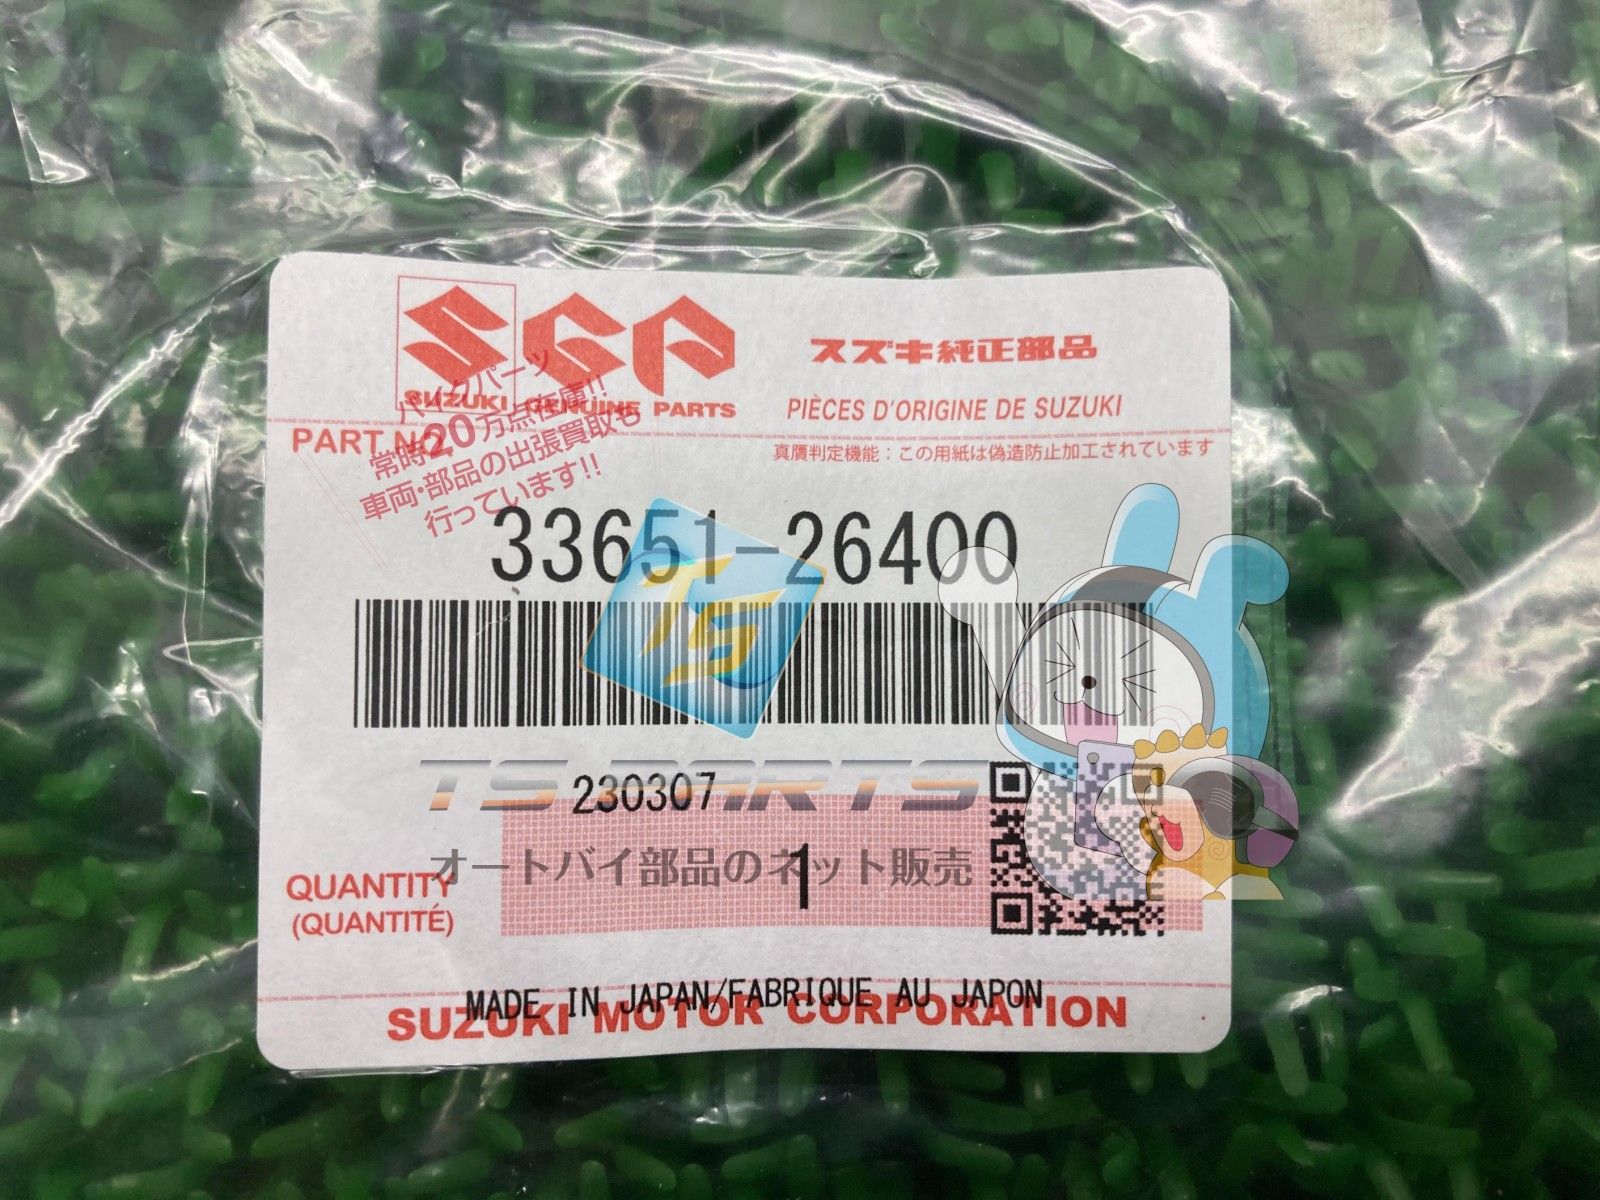 SUZUKI GENUINE PARTS
スズキ純正部品
PIÈCES D'ORIGINE DE SUZUKI
PART NO.
真贋判定機能：この用紙は偽造防止加工されています
バイクパーツ
常時20万点在庫!!
車両・部品の出張買取も
行っています!!
33651-26400
TS
TS PARTS
230307
オートバイ部品のネット販売
1
QUANTITY
(QUANTITÉ)
MADE IN JAPAN/FABRIQUE AU JAPON
SUZUKI MOTOR CORPORATION